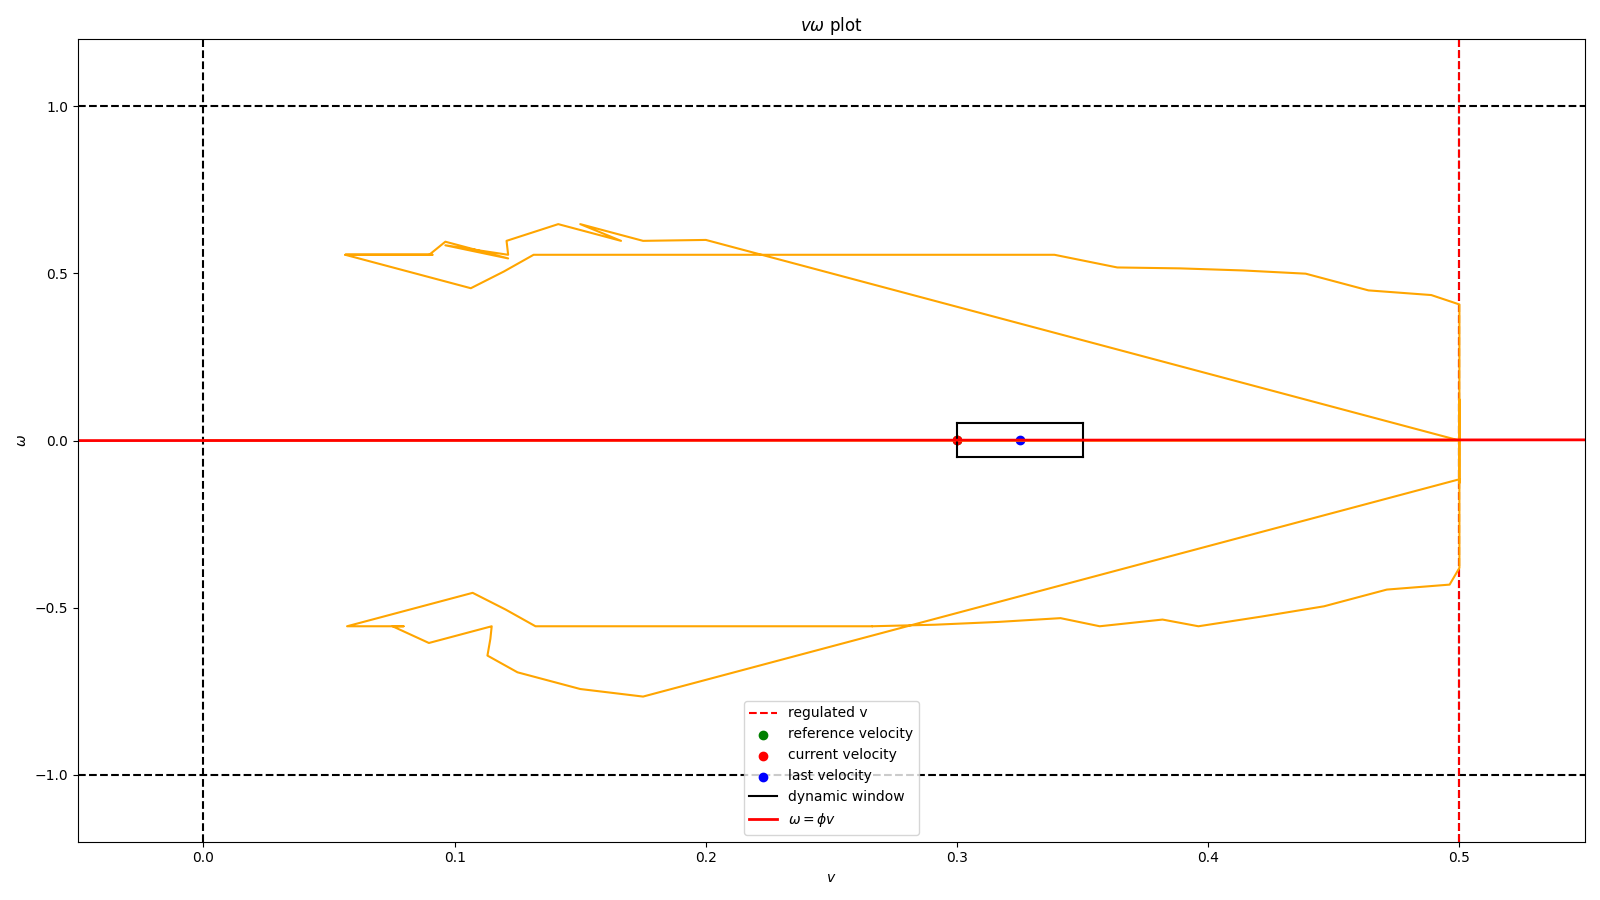 vω plot
ω
1.0
0.5
0.0
−0.5
−1.0
regulated v
reference velocity
current velocity
last velocity
dynamic window
ω = ϕv
0.0 0.1 0.2 0.3 0.4 0.5
v